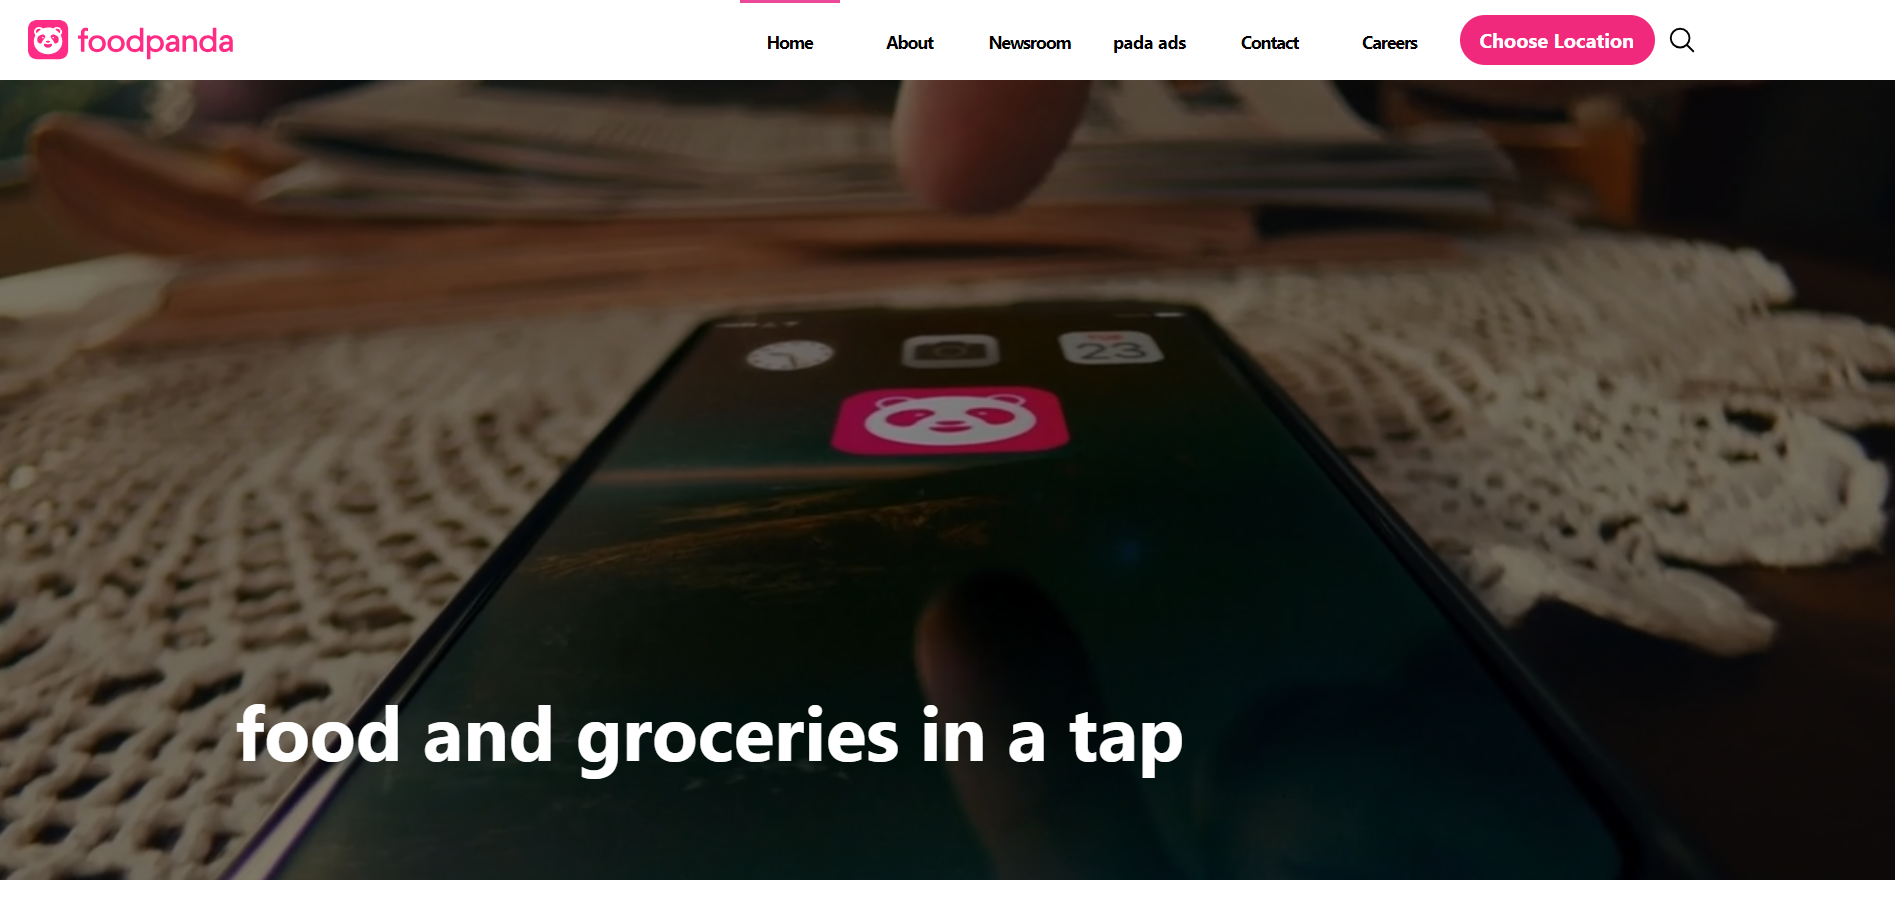 foodpanda
Home About Newsroom pada ads Contact Careers Choose Location
23
food and groceries in a tap